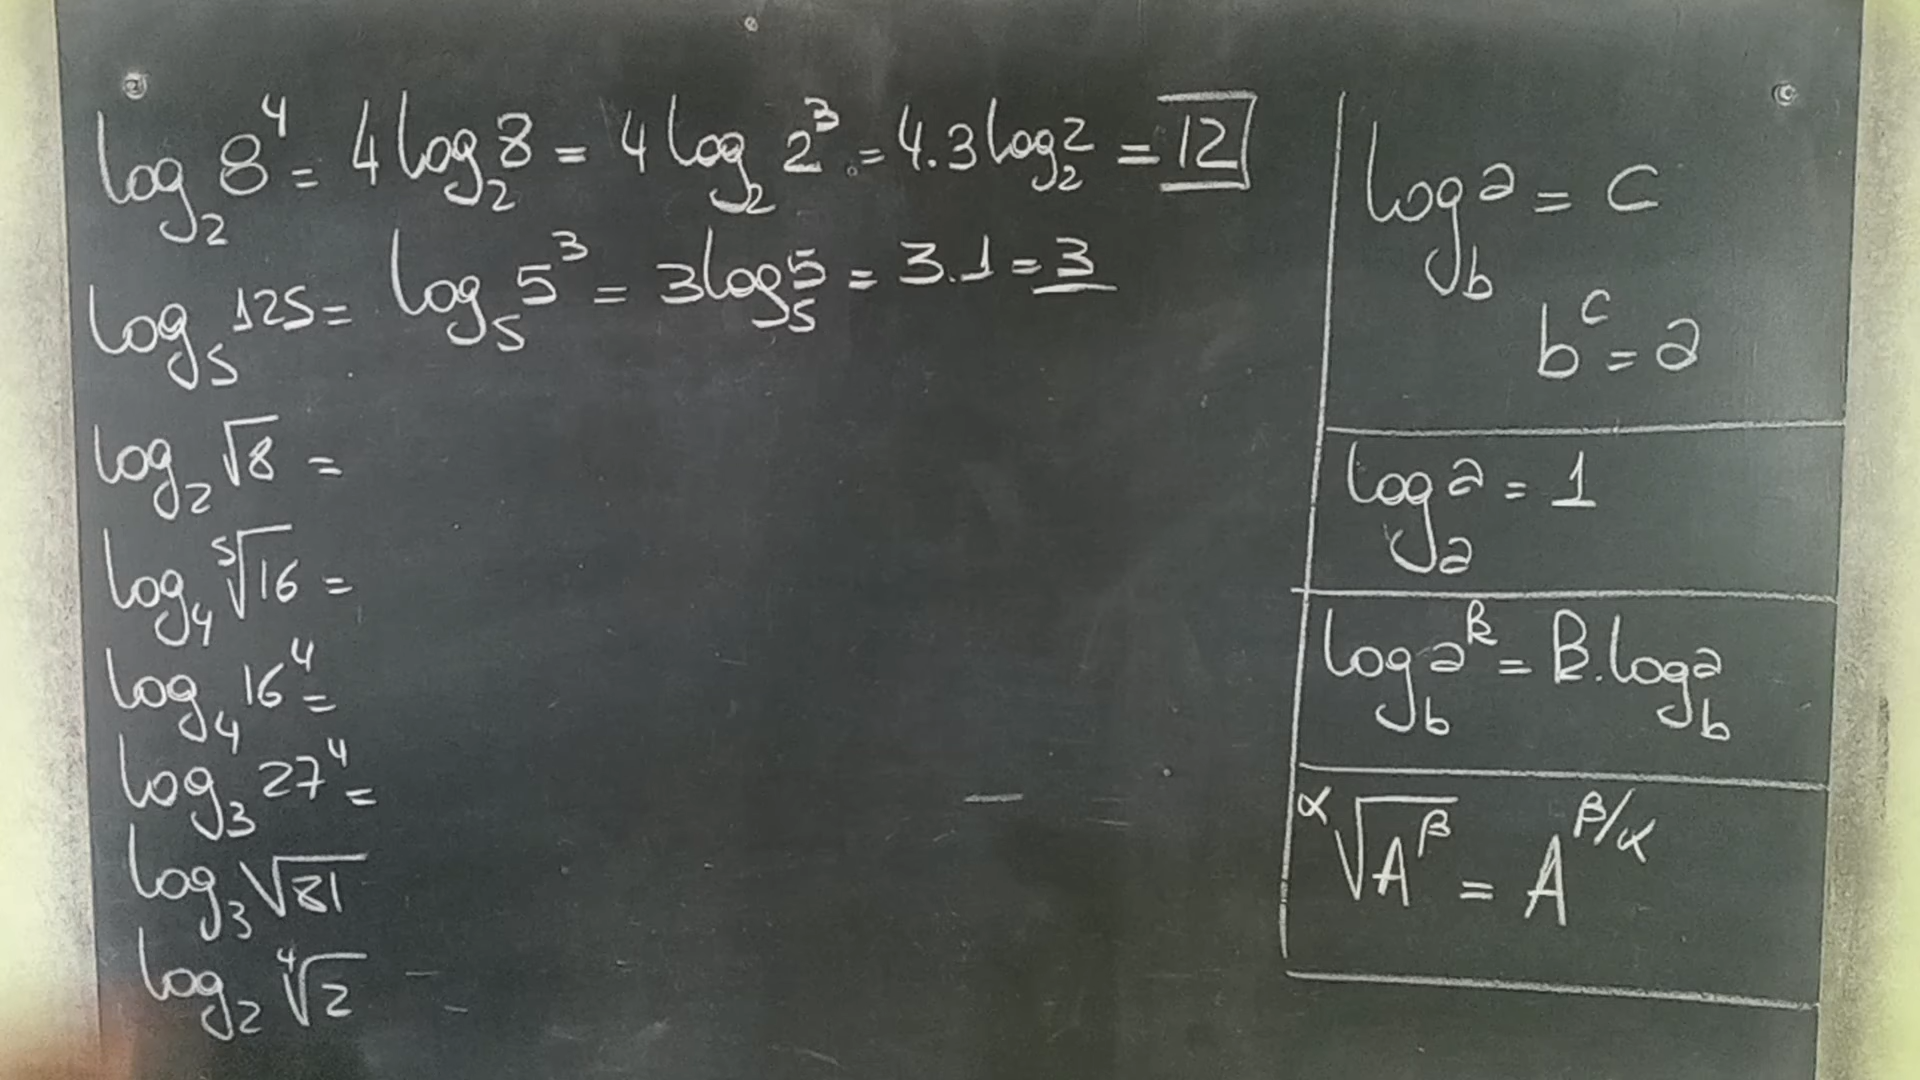 log₂ 8⁴ = 4 log₂ 8 = 4 log₂ 2³ = 4.3 log₂ 2 = 12
log₅ 125 = log₅ 5³ = 3 log₅ 5 = 3.1 = 3
log₂ √8 =
log₄ ⁵√16 =
log₄ 16⁴ =
log₃ 27⁴ =
log₃ √81
log₂ ⁴√2
log_b a = c
b^c = a
log_a a = 1
log_b a^B = B.log_b a
α√A^β = A^β/α